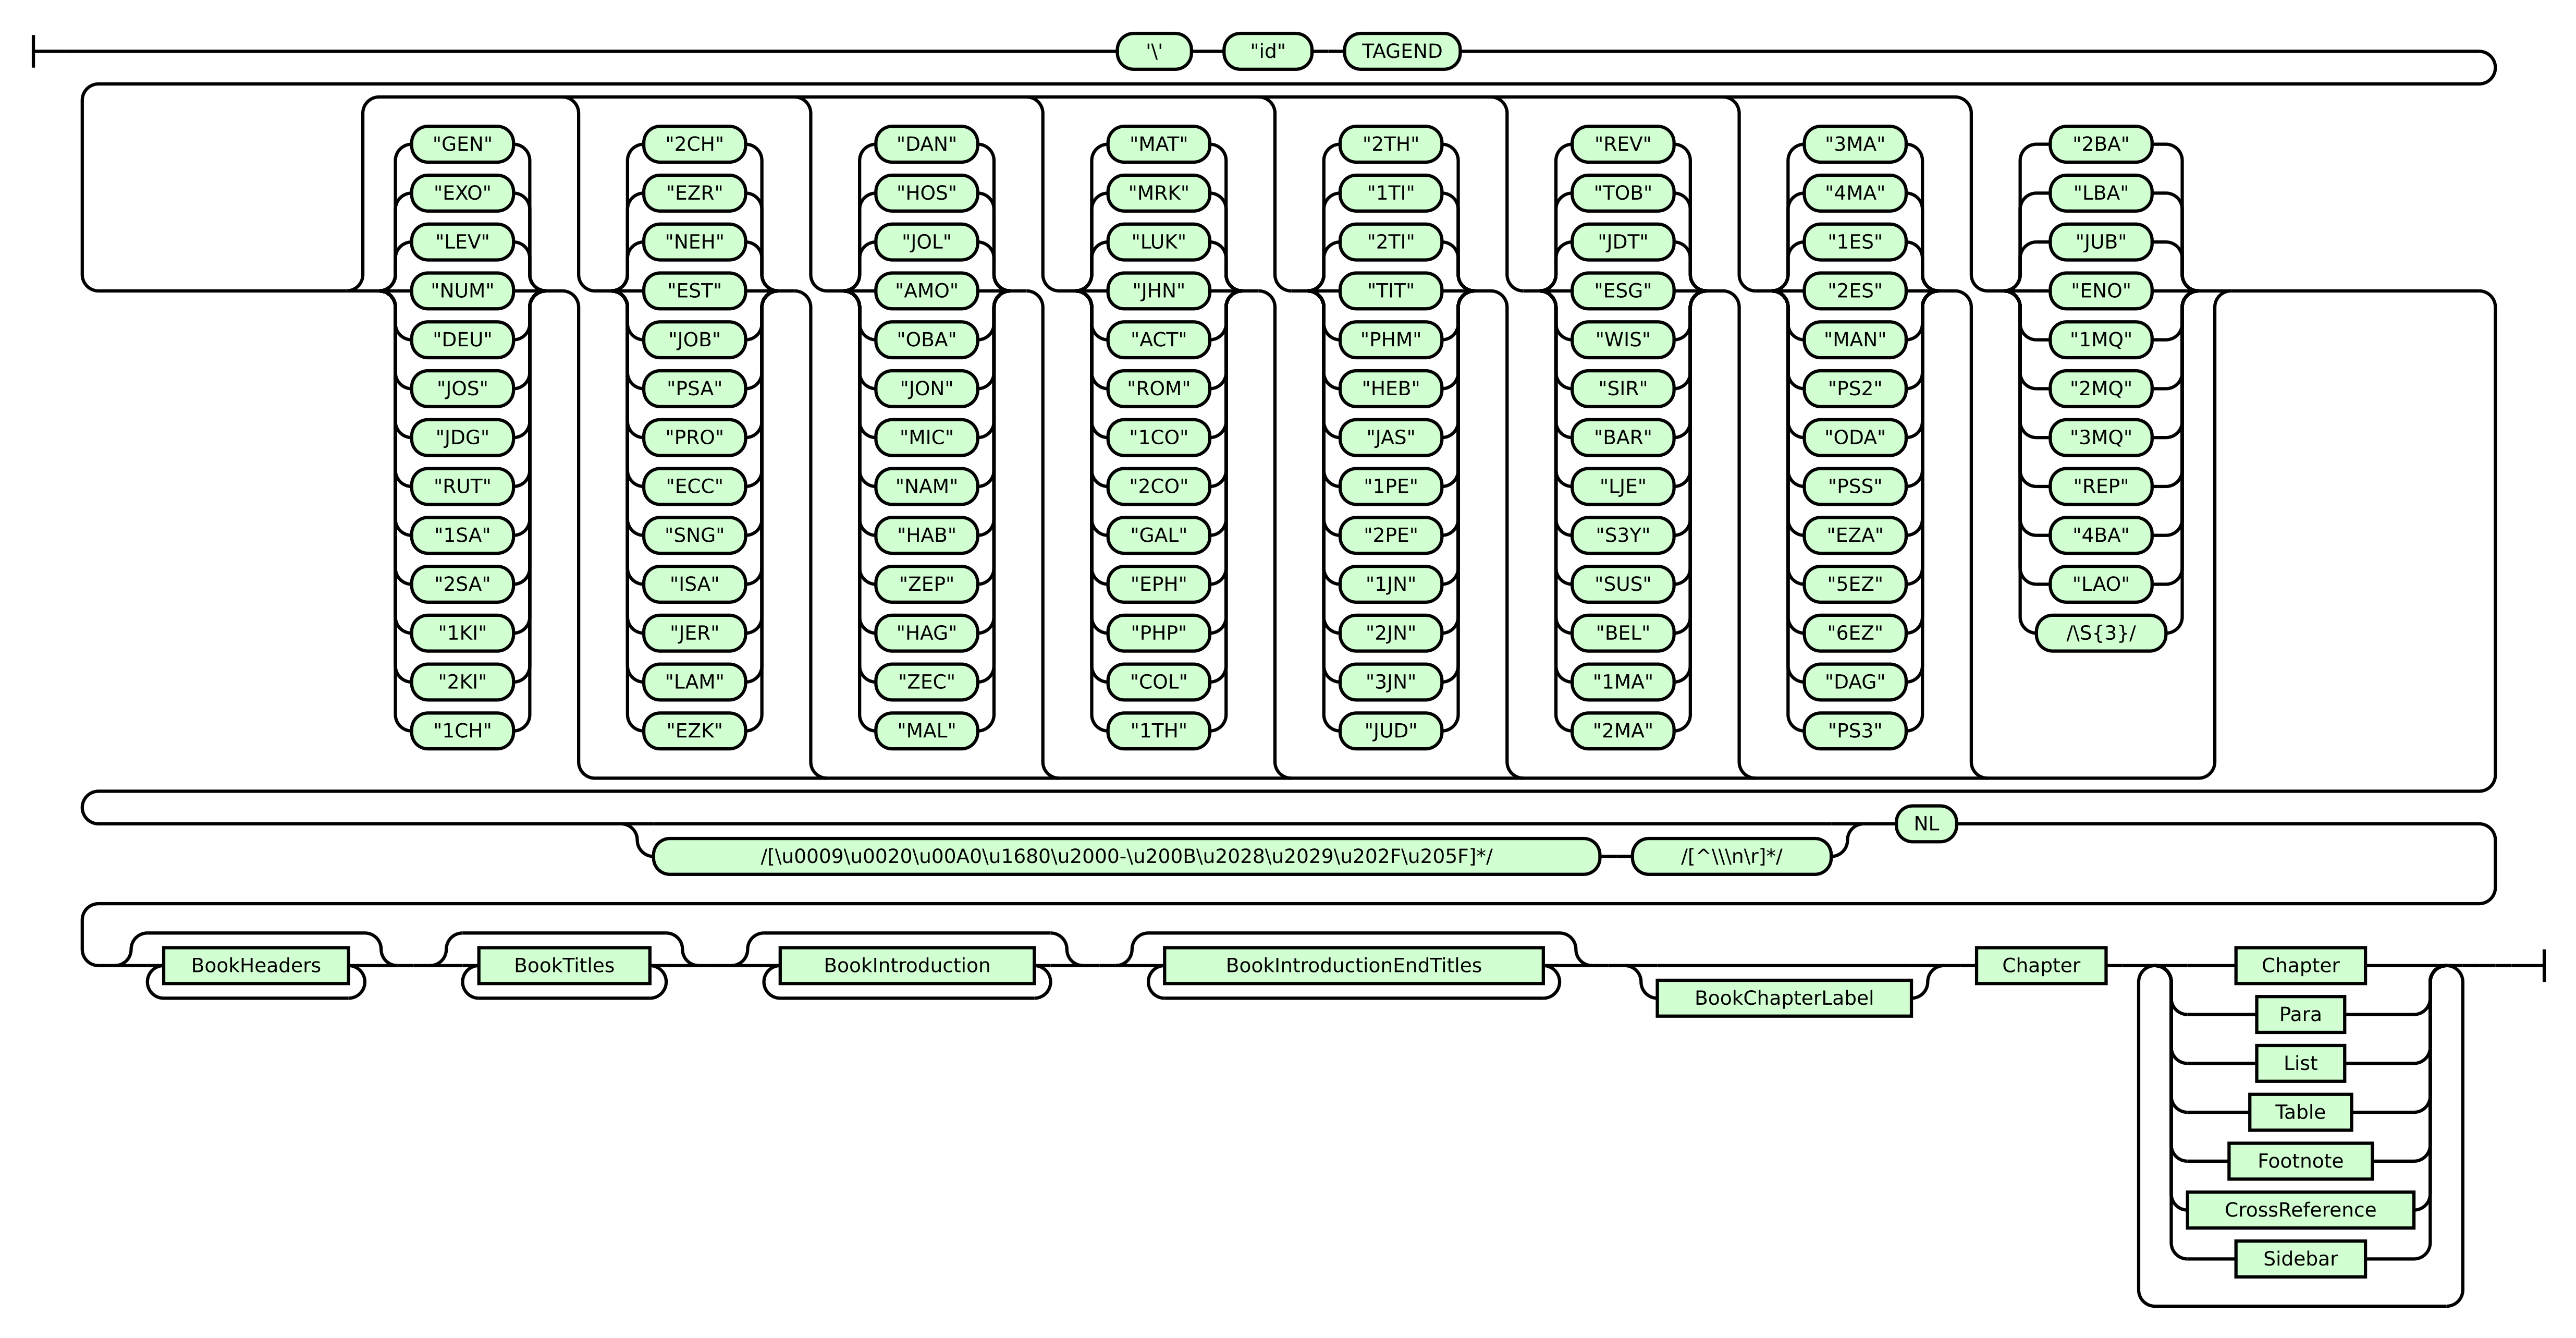 '\' "id" TAGEND
"GEN" "2CH" "DAN" "MAT" "2TH" "REV" "3MA" "2BA"
"EXO" "EZR" "HOS" "MRK" "1TI" "TOB" "4MA" "LBA"
"LEV" "NEH" "JOL" "LUK" "2TI" "JDT" "1ES" "JUB"
"NUM" "EST" "AMO" "JHN" "TIT" "ESG" "2ES" "ENO"
"DEU" "JOB" "OBA" "ACT" "PHM" "WIS" "MAN" "1MQ"
"JOS" "PSA" "JON" "ROM" "HEB" "SIR" "PS2" "2MQ"
"JDG" "PRO" "MIC" "1CO" "JAS" "BAR" "ODA" "3MQ"
"RUT" "ECC" "NAM" "2CO" "1PE" "LJE" "PSS" "REP"
"1SA" "SNG" "HAB" "GAL" "2PE" "S3Y" "EZA" "4BA"
"2SA" "ISA" "ZEP" "EPH" "1JN" "SUS" "5EZ" "LAO"
"1KI" "JER" "HAG" "PHP" "2JN" "BEL" "6EZ" /\S{3}/
"2KI" "LAM" "ZEC" "COL" "3JN" "1MA" "DAG"
"1CH" "EZK" "MAL" "1TH" "JUD" "2MA" "PS3"
NL
/[\u0009\u0020\u00A0\u1680\u2000-\u200B\u2028\u2029\u202F\u205F]*/ /[^\\\n\r]*/
BookHeaders BookTitles BookIntroduction BookIntroductionEndTitles Chapter Chapter
BookChapterLabel
Para
List
Table
Footnote
CrossReference
Sidebar